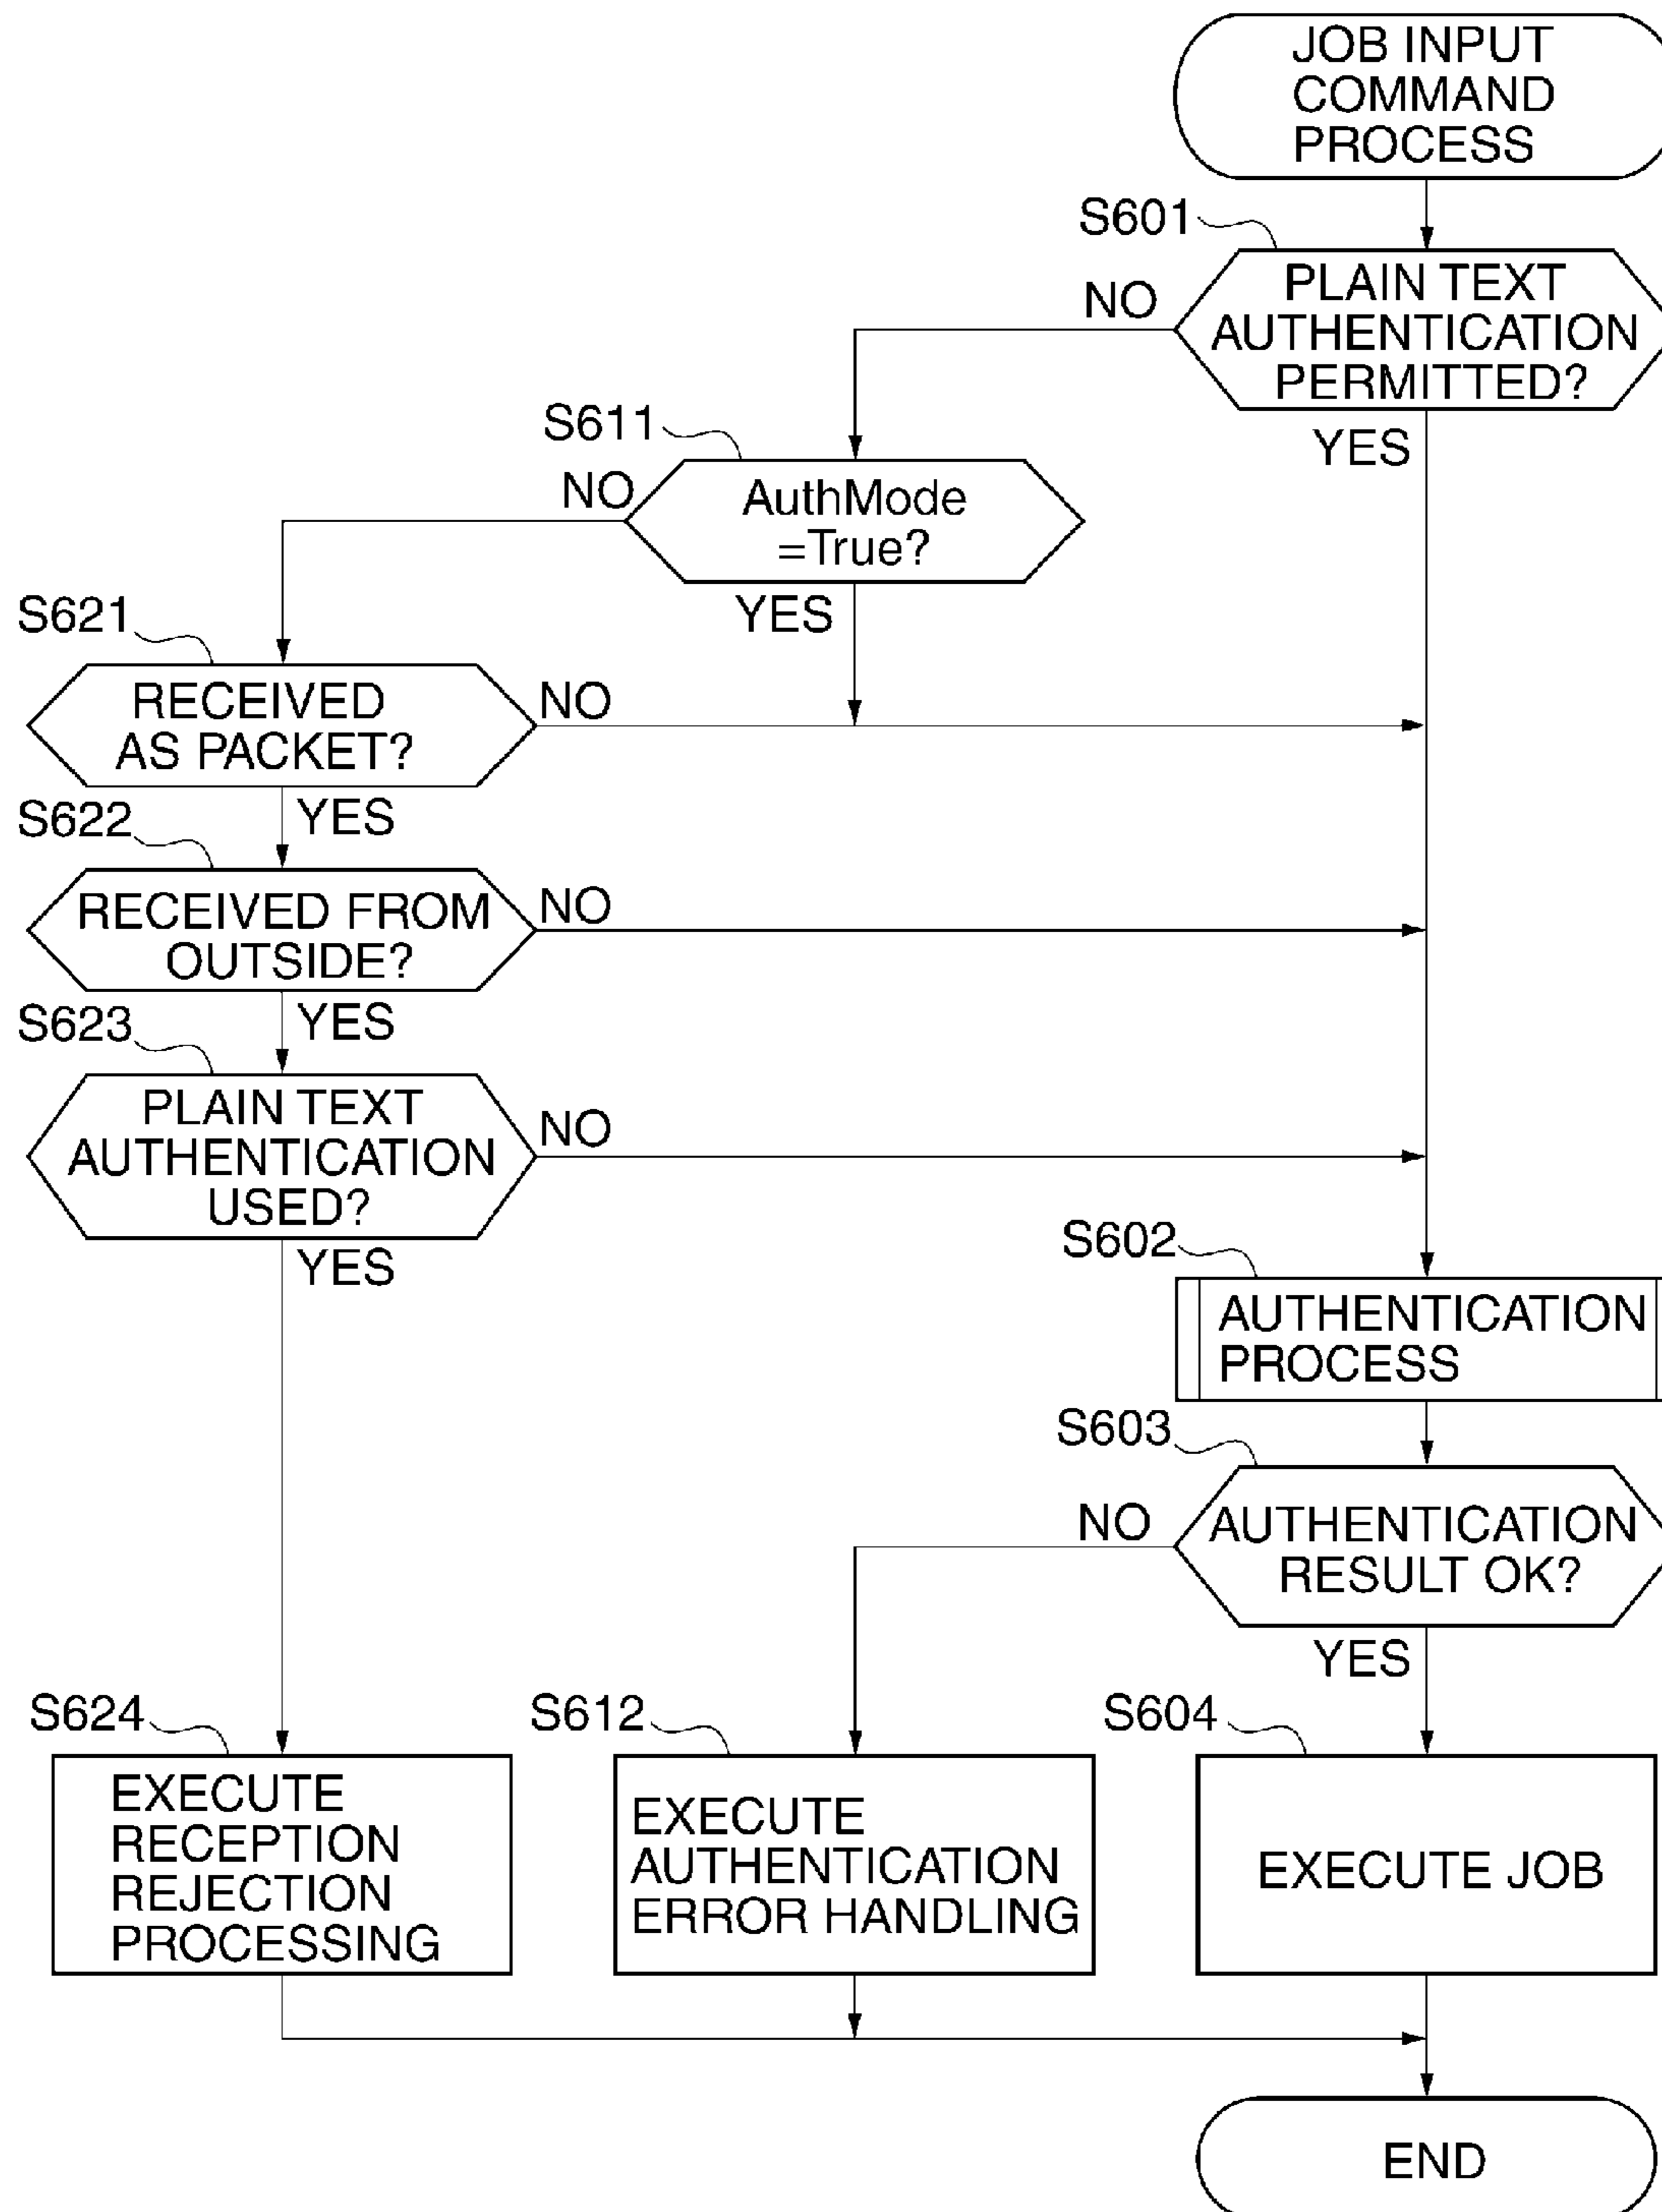 JOB INPUT
COMMAND
PROCESS
S601
PLAIN TEXT
AUTHENTICATION
PERMITTED?
NO
YES
S611
AuthMode
=True?
NO
YES
S621
RECEIVED
AS PACKET?
NO
YES
S622
RECEIVED FROM
OUTSIDE?
NO
YES
S623
PLAIN TEXT
AUTHENTICATION
USED?
NO
YES
S602
AUTHENTICATION
PROCESS
S603
AUTHENTICATION
RESULT OK?
NO
YES
S624
EXECUTE
RECEPTION
REJECTION
PROCESSING
S612
EXECUTE
AUTHENTICATION
ERROR HANDLING
S604
EXECUTE JOB
END